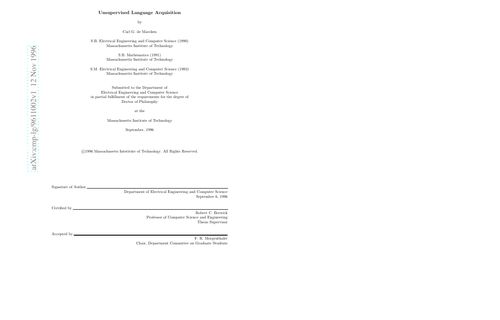 Unsupervised Language Acquisition
by
Carl G. de Marcken
S.B. Electrical Engineering and Computer Science (1990)
Massachusetts Institute of Technology
S.B. Mathematics (1991)
Massachusetts Institute of Technology
S.M. Electrical Engineering and Computer Science (1993)
Massachusetts Institute of Technology
Submitted to the Department of
Electrical Engineering and Computer Science
in partial fulfillment of the requirements for the degree of
Doctor of Philosophy
at the
Massachusetts Institute of Technology
September, 1996
©1996 Massachusetts Institute of Technology. All Rights Reserved.
arXiv:cmp-lg/9611002v1 12 Nov 1996
Signature of Author
Department of Electrical Engineering and Computer Science
September 6, 1996
Certified by
Robert C. Berwick
Professor of Computer Science and Engineering
Thesis Supervisor
Accepted by
F. R. Morgenthaler
Chair, Department Committee on Graduate Students